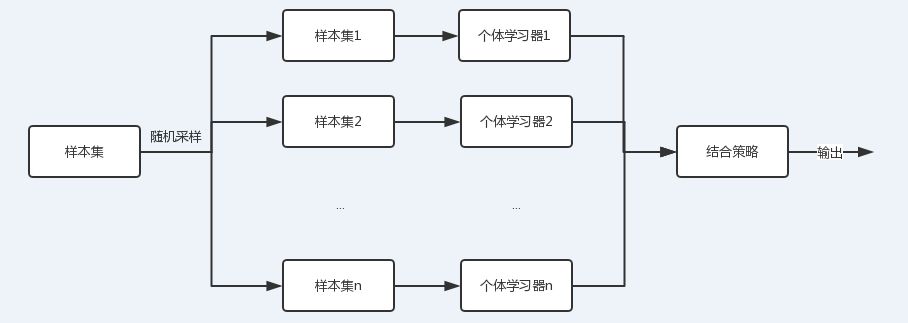 样本集1
个体学习器1
样本集2
个体学习器2
随机采样
样本集
结合策略
输出
...
...
样本集n
个体学习器n